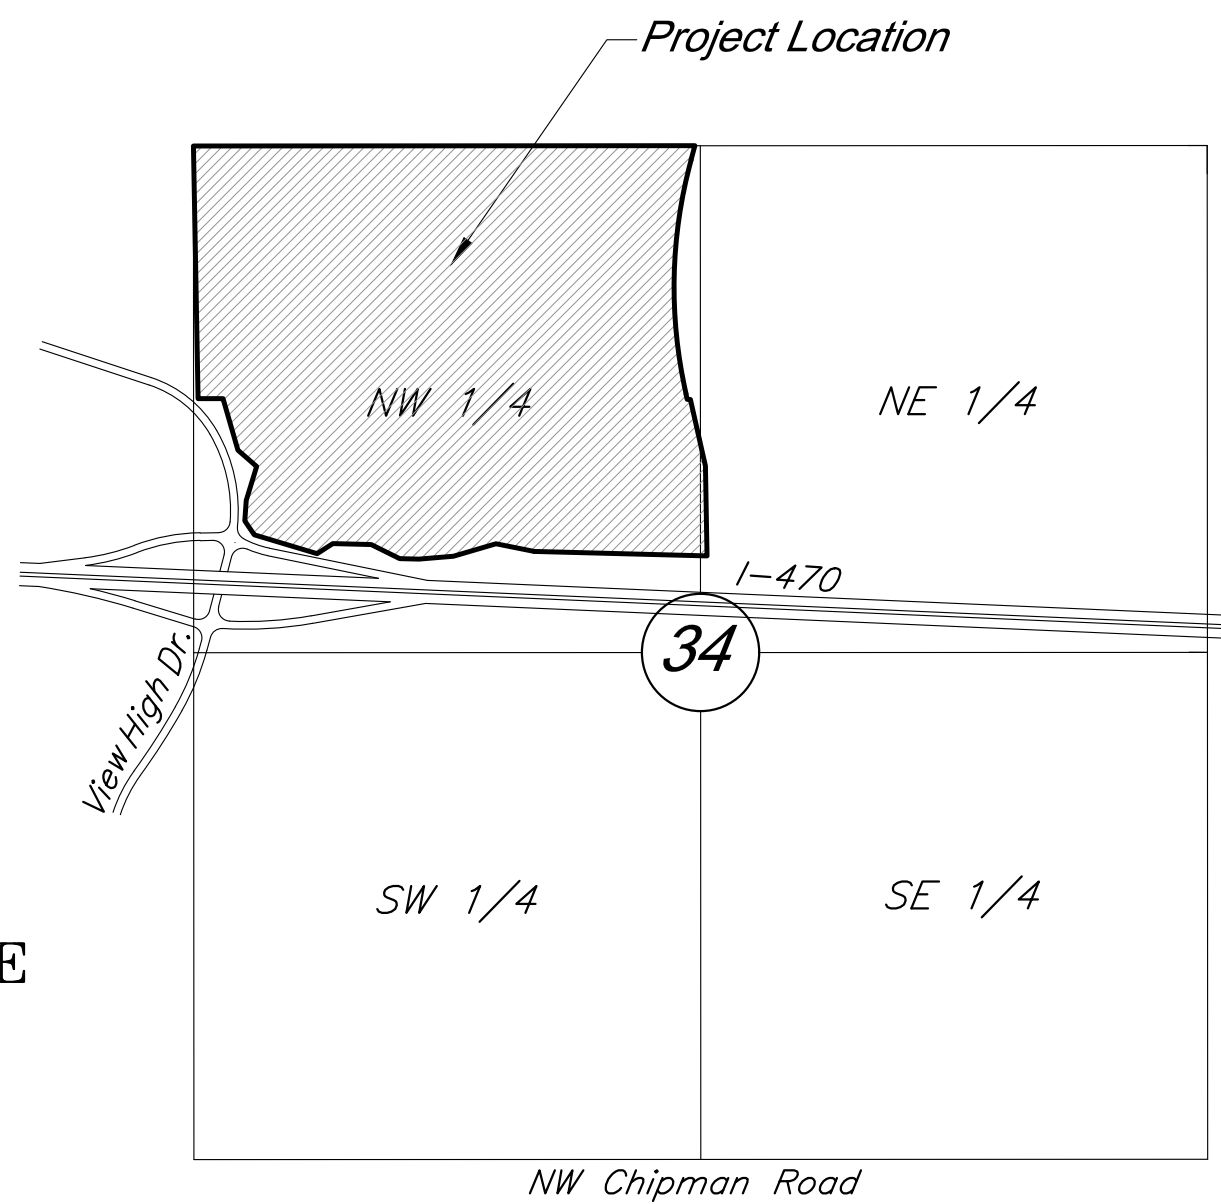 Project Location
NW 1/4
NE 1/4
I-470
34
View High Dr.
SW 1/4
SE 1/4
E
NW Chipman Road